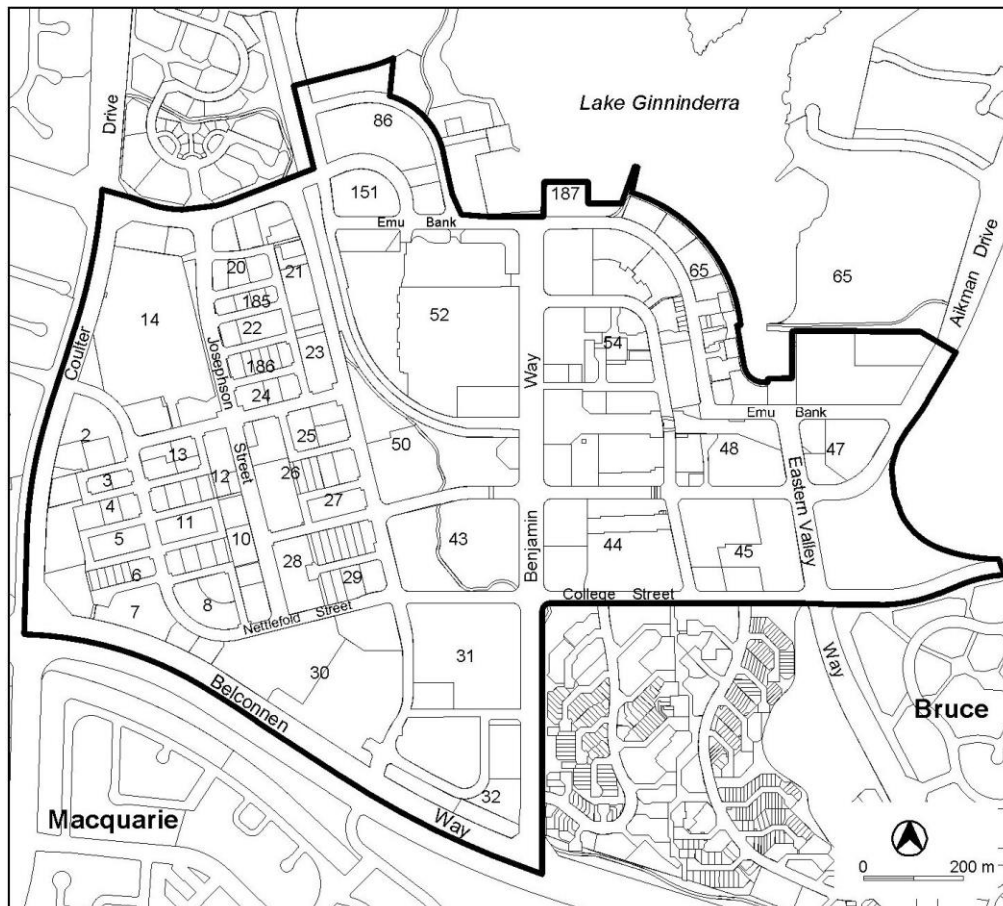 Lake Ginninderra
Drive
86
151
187
Emu Bank
20
21
65
65
Aikman Drive
185
14
52
22
Josephson
Coulter
54
23
186
Way
24
Emu Bank
2
25
13
50
48
47
3
12
Street
26
4
27
Eastern Valley
11
5
10
43
Benjamin
44
45
28
6
29
8
7
College Street
Nettlefold Street
30
31
Way
Belconnen
Bruce
32
Macquarie
Way
0 200 m